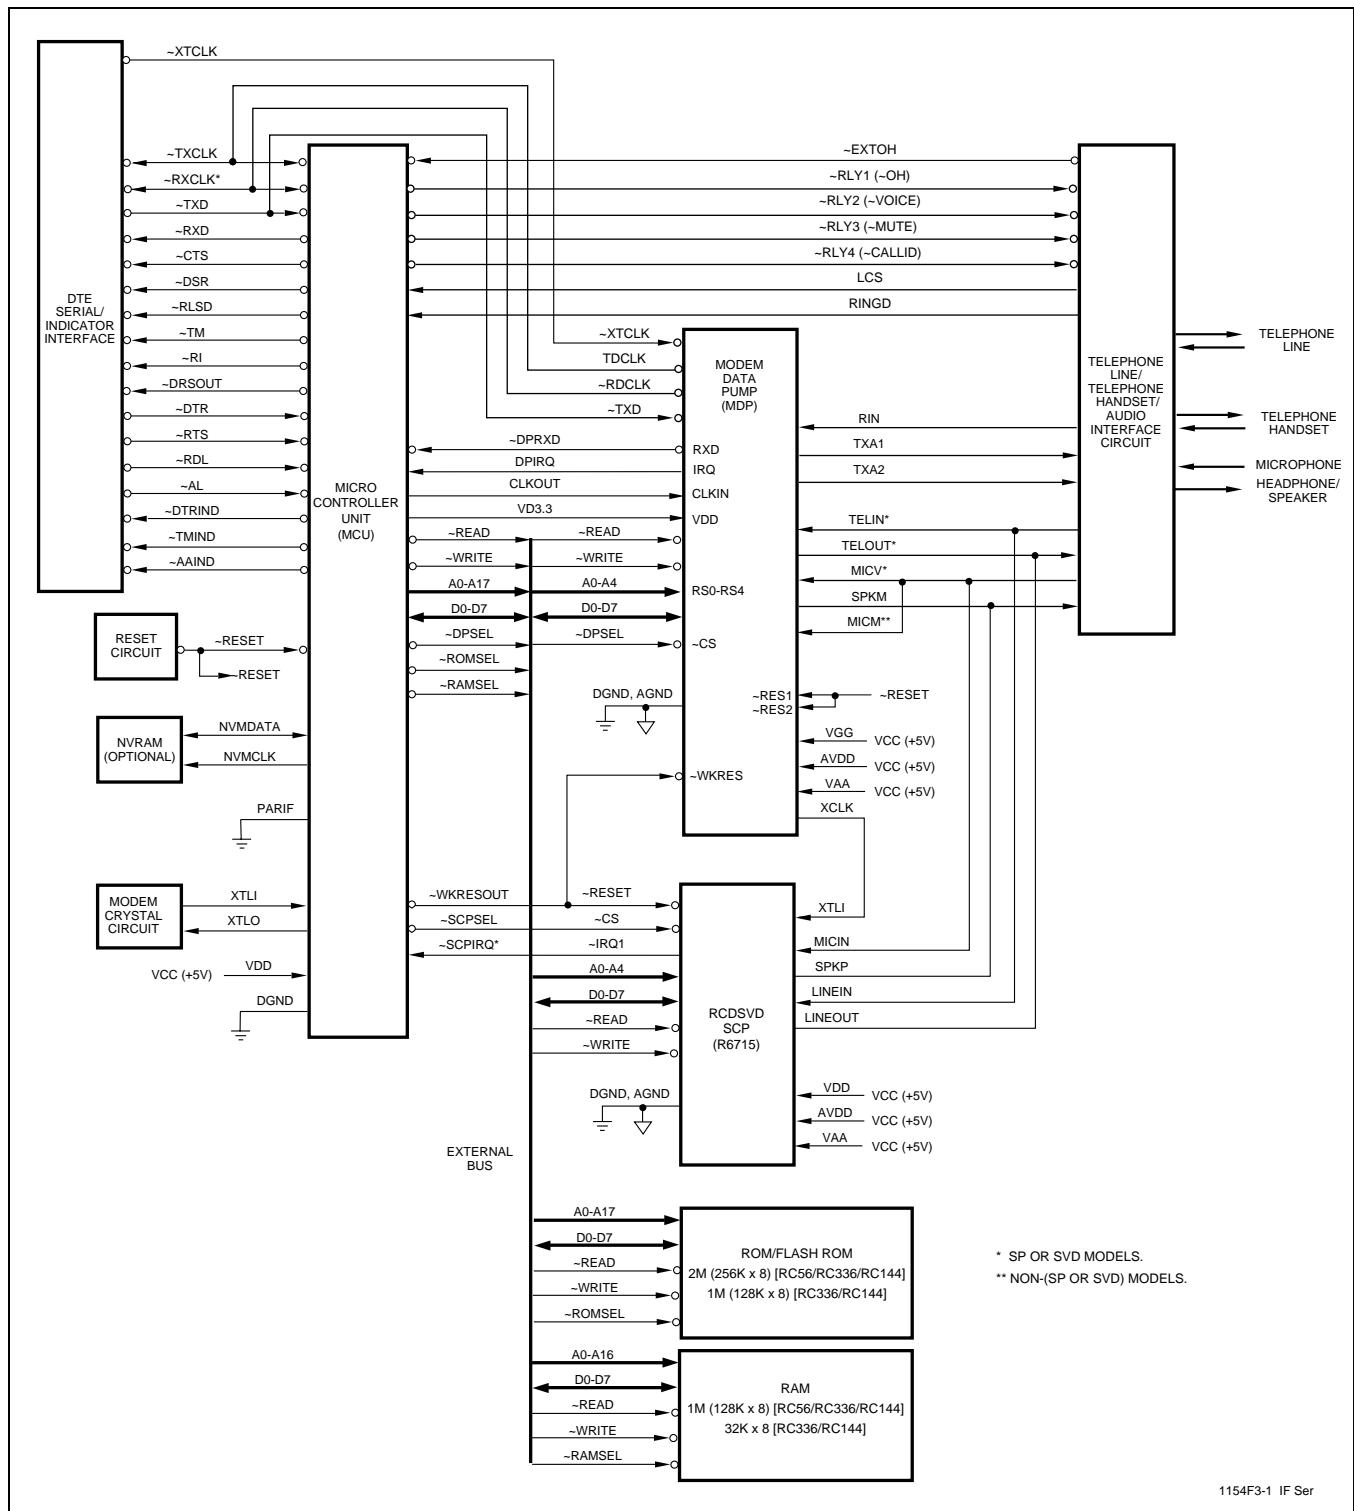 ~XTCLK
~TXCLK
~RXCLK*
~TXD
~RXD
~CTS
~DSR
~RLSD
~TM
~RI
~DRSOUT
~DTR
~RTS
~RDL
~AL
~DTRIND
~TMIND
~AAIND
DTE
SERIAL/
INDICATOR
INTERFACE
RESET
CIRCUIT
~RESET
~RESET
NVRAM
(OPTIONAL)
NVMDATA
NVMCLK
PARIF
MODEM
CRYSTAL
CIRCUIT
XTLI
XTLO
VCC (+5V)
VDD
DGND
MICRO
CONTROLLER
UNIT
(MCU)
~EXTOH
~RLY1 (~OH)
~RLY2 (~VOICE)
~RLY3 (~MUTE)
~RLY4 (~CALLID)
LCS
RINGD
~XTCLK
TDCLK
~RDCLK
~TXD
~DPRXD
DPIRQ
CLKOUT
VD3.3
~READ
~READ
~WRITE
~WRITE
A0-A17
A0-A4
D0-D7
D0-D7
~DPSEL
~DPSEL
~ROMSEL
~RAMSEL
MODEM
DATA
PUMP
(MDP)
RXD
IRQ
CLKIN
VDD
RS0-RS4
~CS
DGND, AGND
~WKRES
~RES1
~RES2
~RESET
VGG
VCC (+5V)
AVDD
VCC (+5V)
VAA
VCC (+5V)
XCLK
RIN
TXA1
TXA2
TELIN*
TELOUT*
MICV*
SPKM
MICM**
TELEPHONE
LINE/
TELEPHONE
HANDSET/
AUDIO
INTERFACE
CIRCUIT
TELEPHONE
LINE
TELEPHONE
HANDSET
MICROPHONE
HEADPHONE/
SPEAKER
~WKRESOUT
~RESET
~SCPSEL
~CS
~SCPIRQ*
~IRQ1
A0-A4
D0-D7
~READ
~WRITE
RCDSVD
SCP
(R6715)
XTLI
MICIN
SPKP
LINEIN
LINEOUT
DGND, AGND
VDD
VCC (+5V)
AVDD
VCC (+5V)
VAA
VCC (+5V)
EXTERNAL
BUS
A0-A17
D0-D7
~READ
~WRITE
~ROMSEL
ROM/FLASH ROM
2M (256K x 8) [RC56/RC336/RC144]
1M (128K x 8) [RC336/RC144]
A0-A16
D0-D7
~READ
~WRITE
~RAMSEL
RAM
1M (128K x 8) [RC56/RC336/RC144]
32K x 8 [RC336/RC144]
* SP OR SVD MODELS.
** NON-(SP OR SVD) MODELS.
1154F3-1 IF Ser